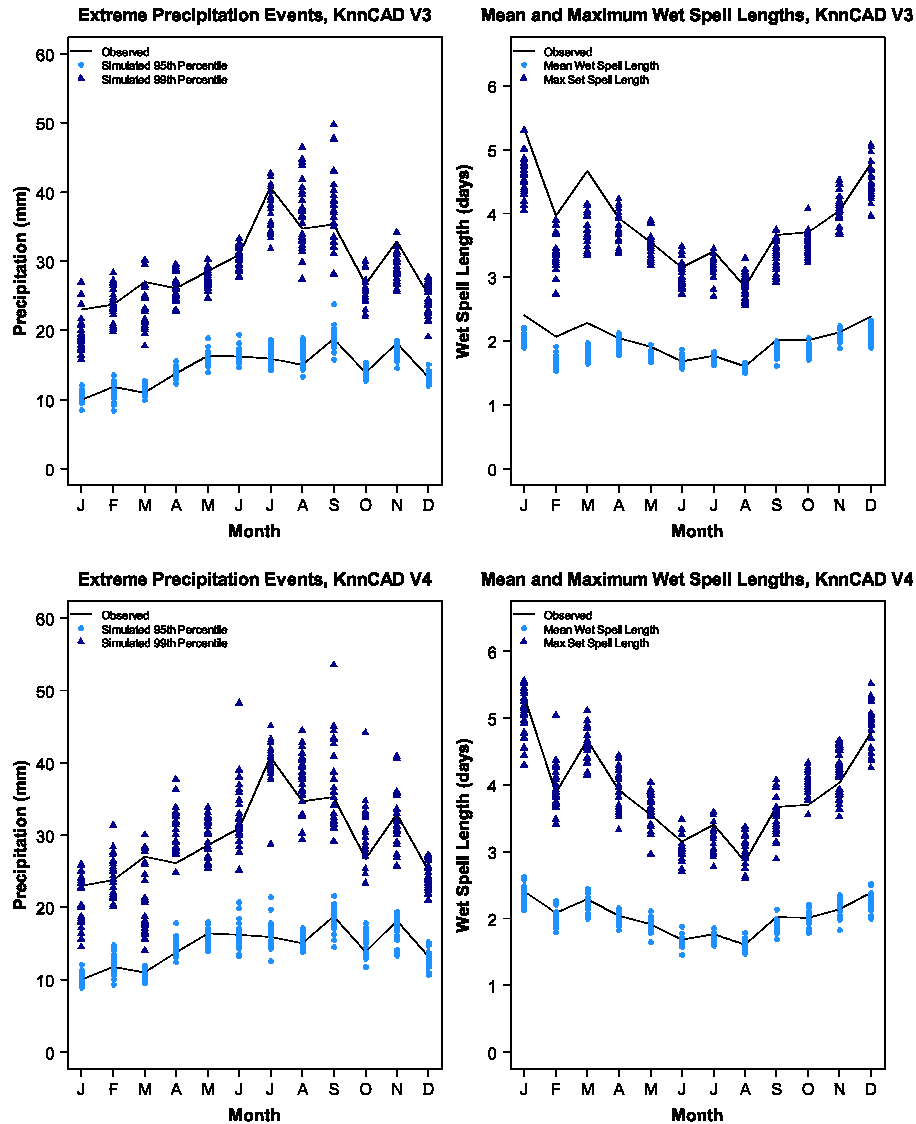 Extreme Precipitation Events, KnnCAD V3
60
50
40
30
20
10
0
Precipitation (mm)
Observed
Simulated 95th Percentile
Simulated 99th Percentile
J F M A M J J A S O N D
Month
Mean and Maximum Wet Spell Lengths, KnnCAD V3
6
5
4
3
2
1
0
Wet Spell Length (days)
Observed
Mean Wet Spell Length
Max Set Spell Length
J F M A M J J A S O N D
Month
Extreme Precipitation Events, KnnCAD V4
60
50
40
30
20
10
0
Precipitation (mm)
Observed
Simulated 95th Percentile
Simulated 99th Percentile
J F M A M J J A S O N D
Month
Mean and Maximum Wet Spell Lengths, KnnCAD V4
6
5
4
3
2
1
0
Wet Spell Length (days)
Observed
Mean Wet Spell Length
Max Set Spell Length
J F M A M J J A S O N D
Month